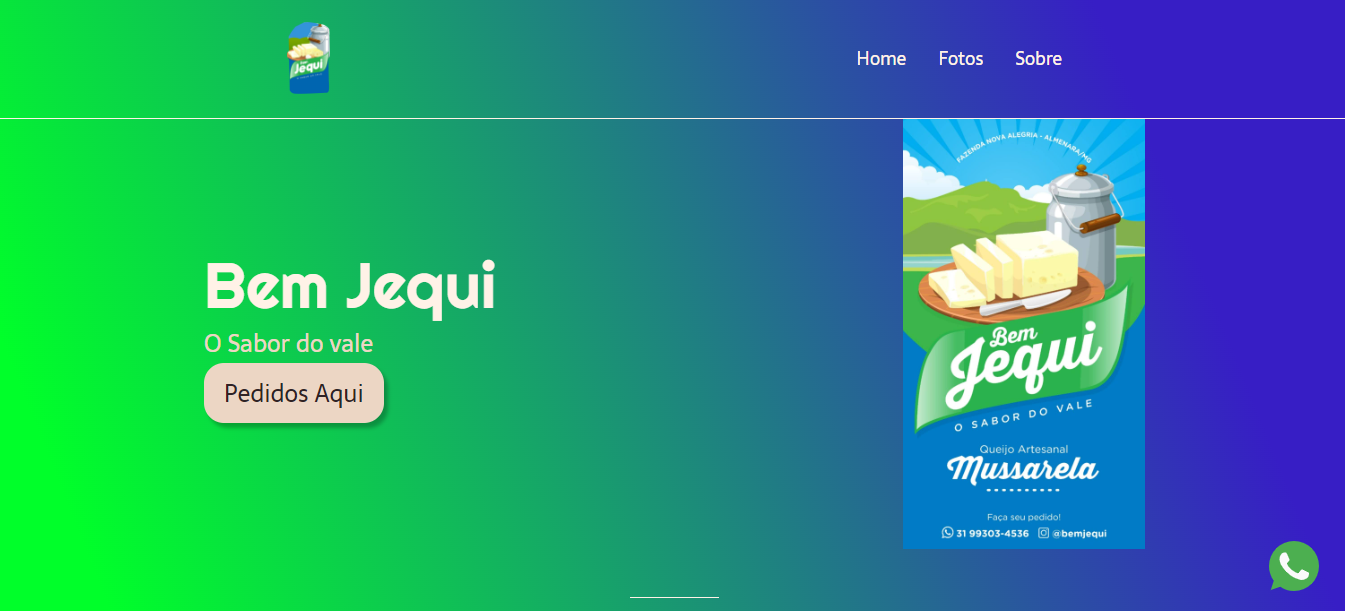 Jequi
Home
Fotos
Sobre
FAZENDA NOVA ALEGRIA - ALMENARA/MG
Bem Jequi
O Sabor do vale
Pedidos Aqui
Bem
Jequi
O SABOR DO VALE
Queijo Artesanal
Mussarela
Faça seu pedido!
31 99303-4536 @bemjequi